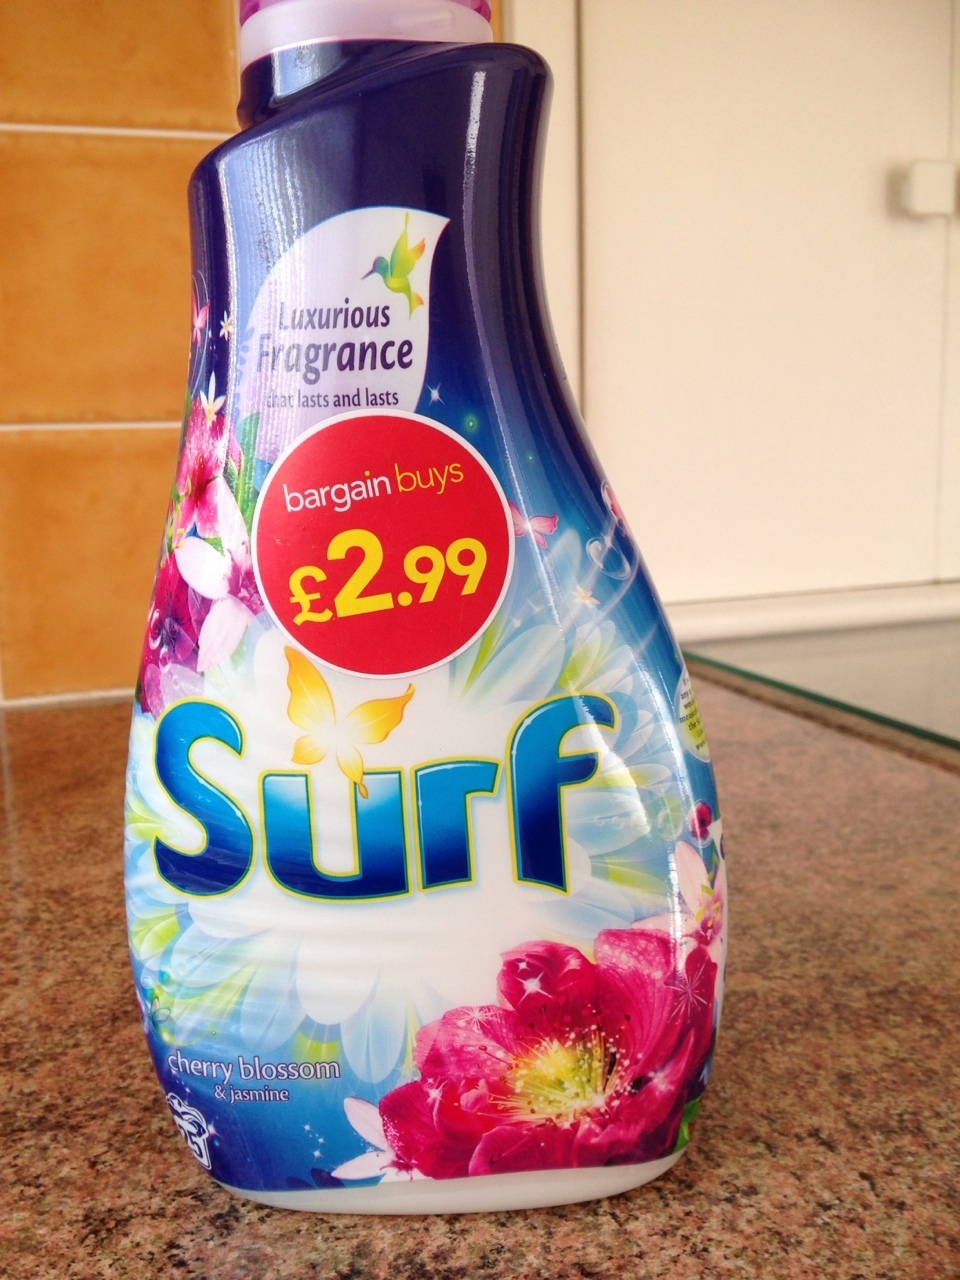 Luxurious
Fragrance
that lasts and lasts
bargain buys
£2.99
Surf
cherry blossom
& jasmine